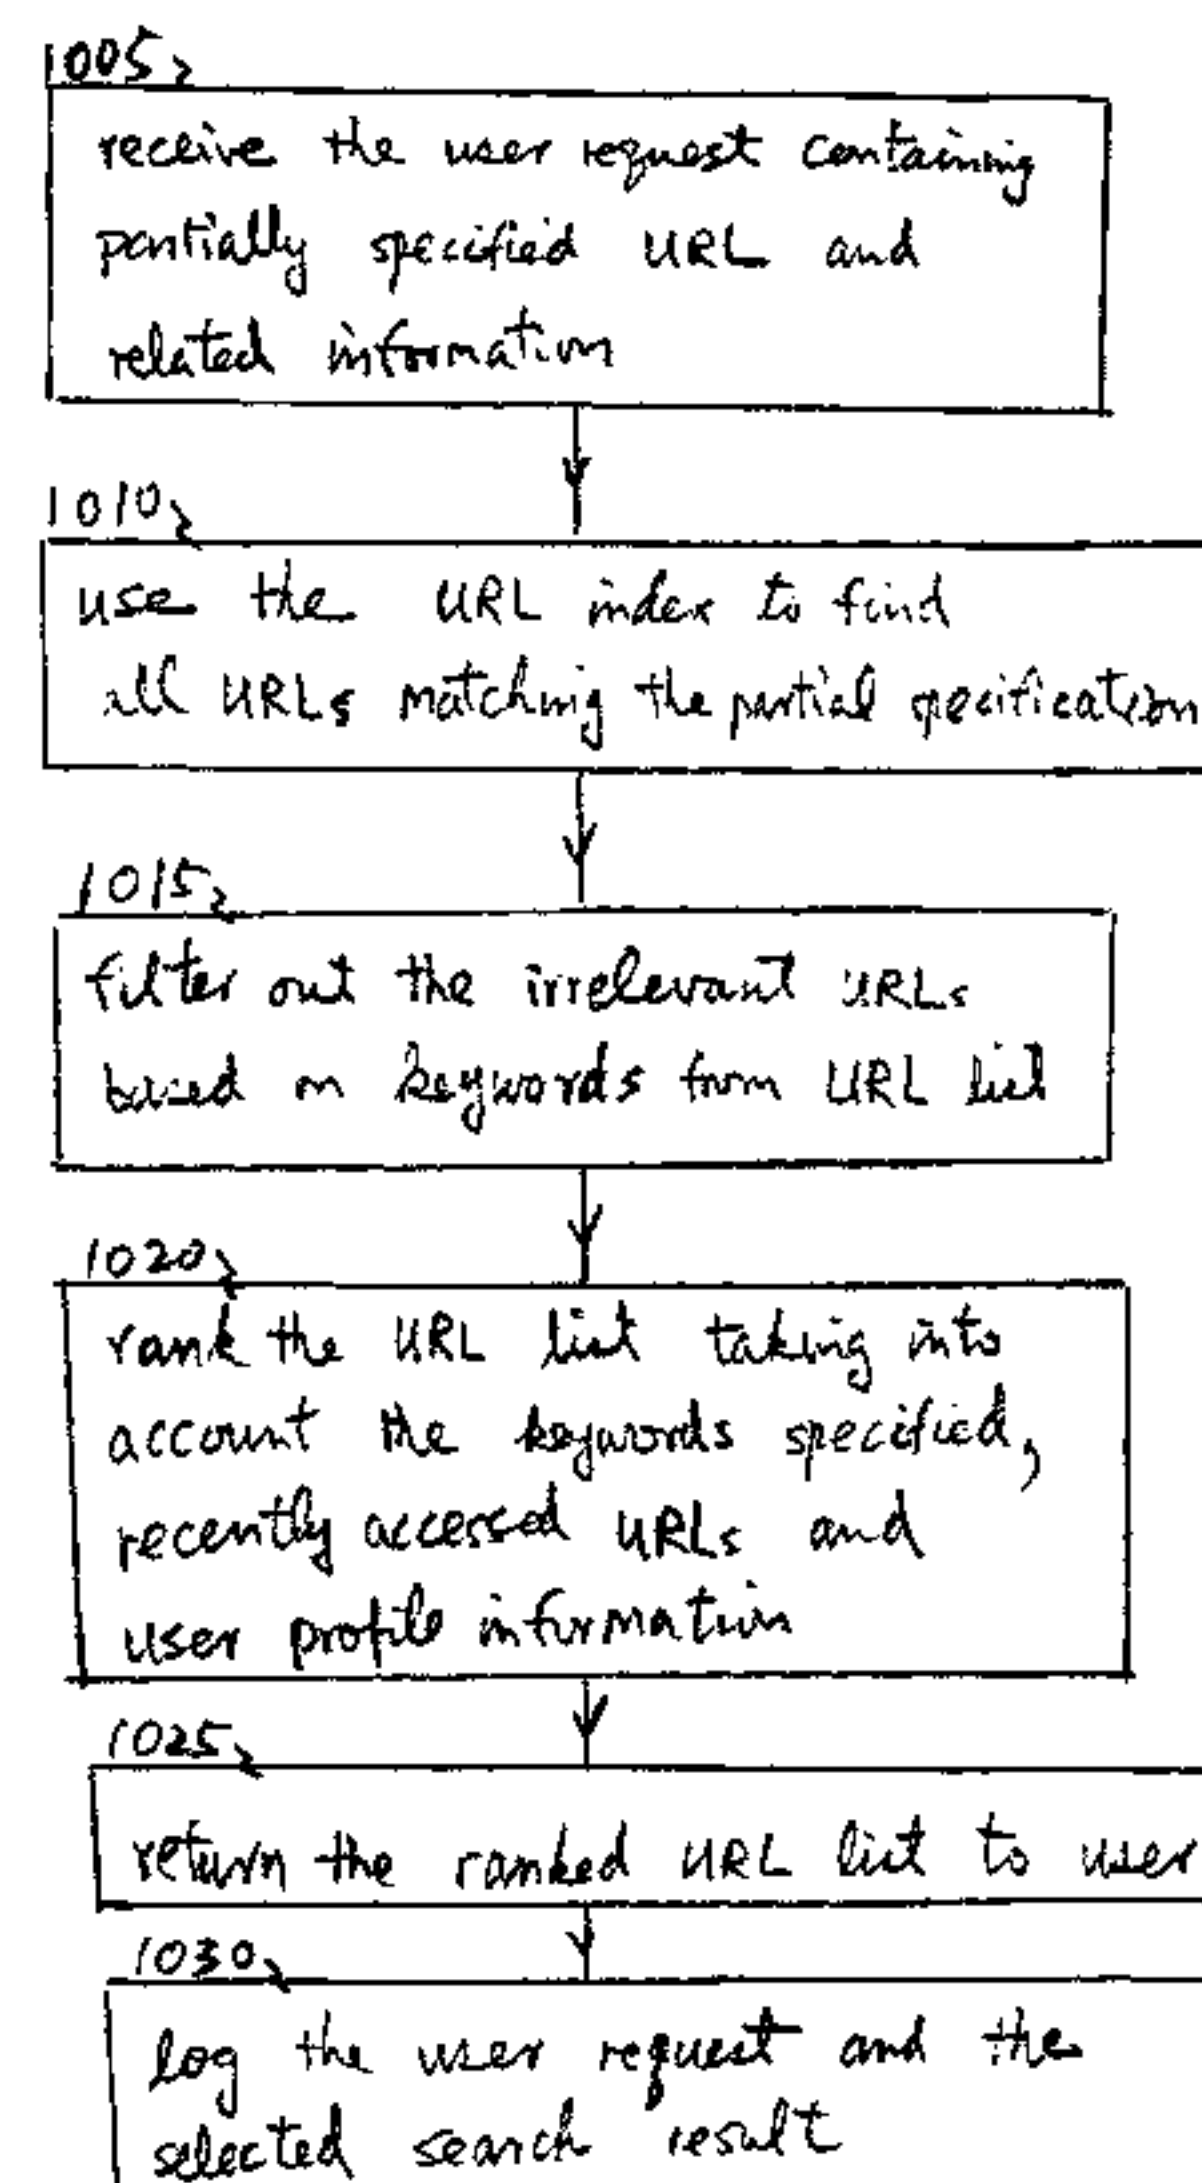 1005
receive the user request containing
partially specified URL and
related information
1010
use the URL index to find
all URLs matching the partial specification
1015
filter out the irrelevant URLs
based on keywords from URL list
1020
rank the URL list taking into
account the keywords specified,
recently accessed URLs and
user profile information
1025
return the ranked URL list to user
1030
log the user request and the
selected search result